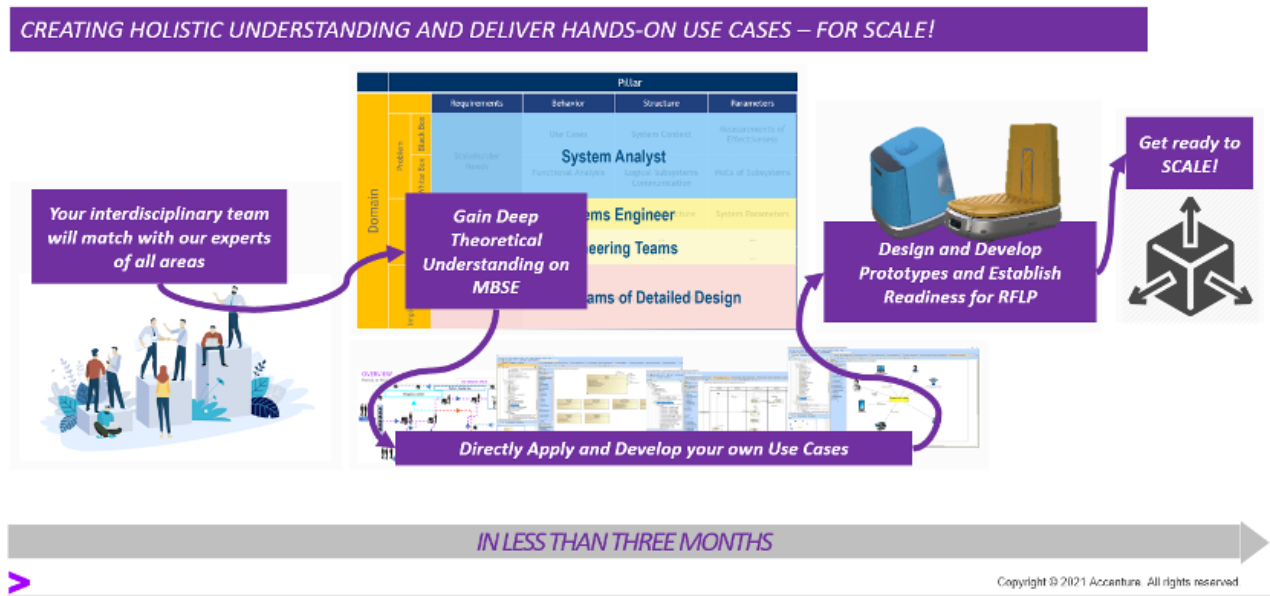 CREATING HOLISTIC UNDERSTANDING AND DELIVER HANDS-ON USE CASES – FOR SCALE!
Your interdisciplinary team
will match with our experts
of all areas
Pillar
Requirements
Behavior
Structure
Parameters
Domain
Problem
Black Box
White Box
Stakeholder
Needs
Use Cases
System Context
Measurements of
Effectiveness
System Analyst
Functional Analysis
Logical Subsystems
Communication
MoEs of Subsystems
ems Engineer
System Parameters
neering Teams
ams of Detailed Design
Gain Deep
Theoretical
Understanding on
MBSE
OVERVIEW
Directly Apply and Develop your own Use Cases
Design and Develop
Prototypes and Establish
Readiness for RFLP
Get ready to
SCALE!
IN LESS THAN THREE MONTHS
>
Copyright © 2021 Accenture. All rights reserved.